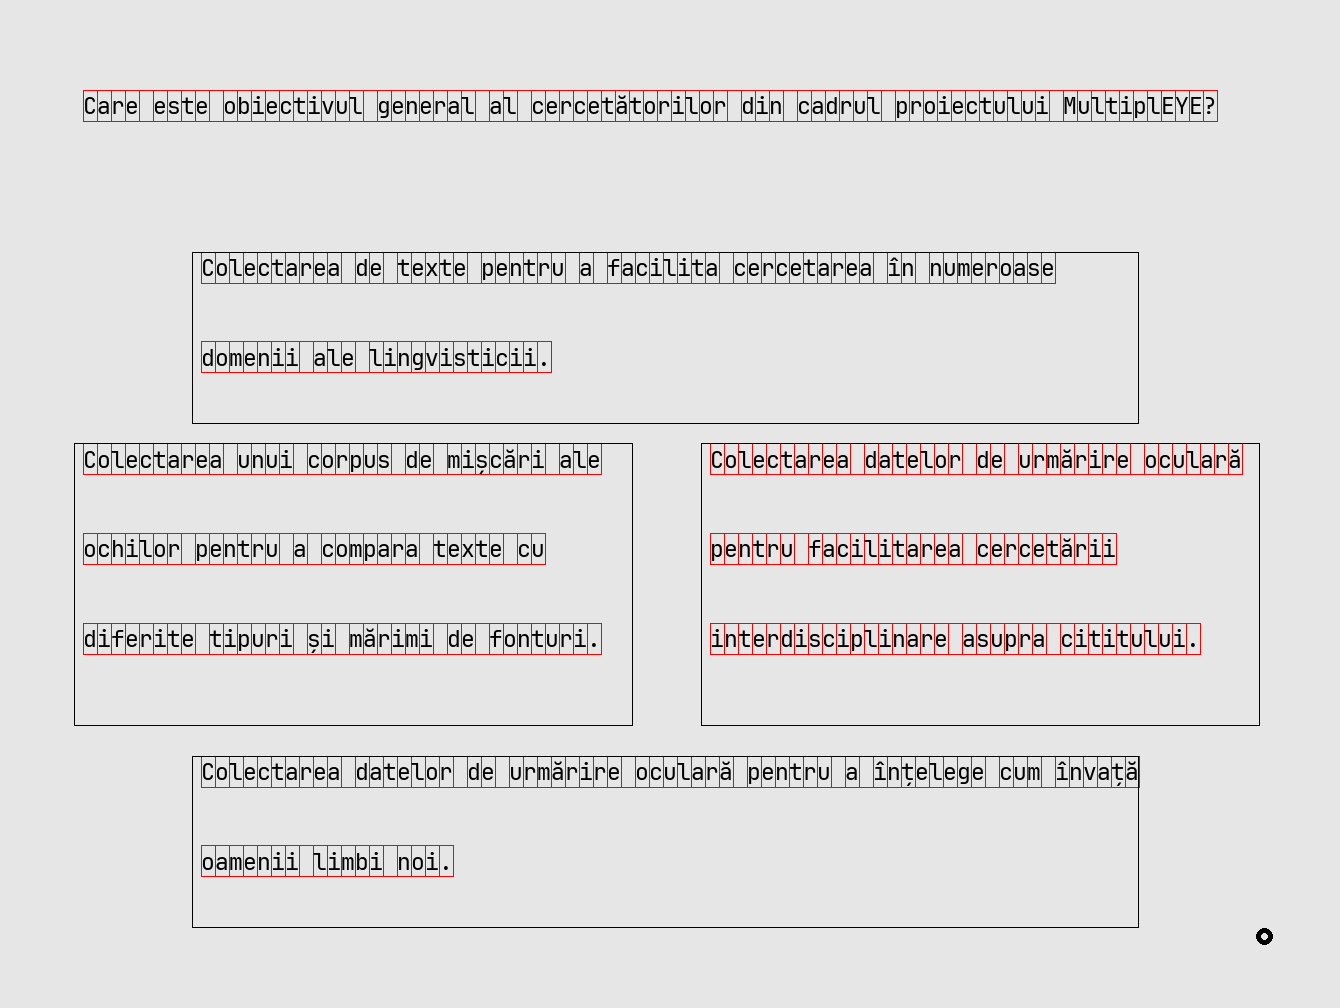 Care este obiectivul general al cercetătorilor din cadrul proiectului MultiplEYE?
Colectarea de texte pentru a facilita cercetarea în numeroase
domenii ale lingvisticii.
Colectarea unui corpus de mișcări ale
ochilor pentru a compara texte cu
diferite tipuri și mărimi de fonturi.
Colectarea datelor de urmărire oculară
pentru facilitarea cercetării
interdisciplinare asupra cititului.
Colectarea datelor de urmărire oculară pentru a înțelege cum învață
oamenii limbi noi.